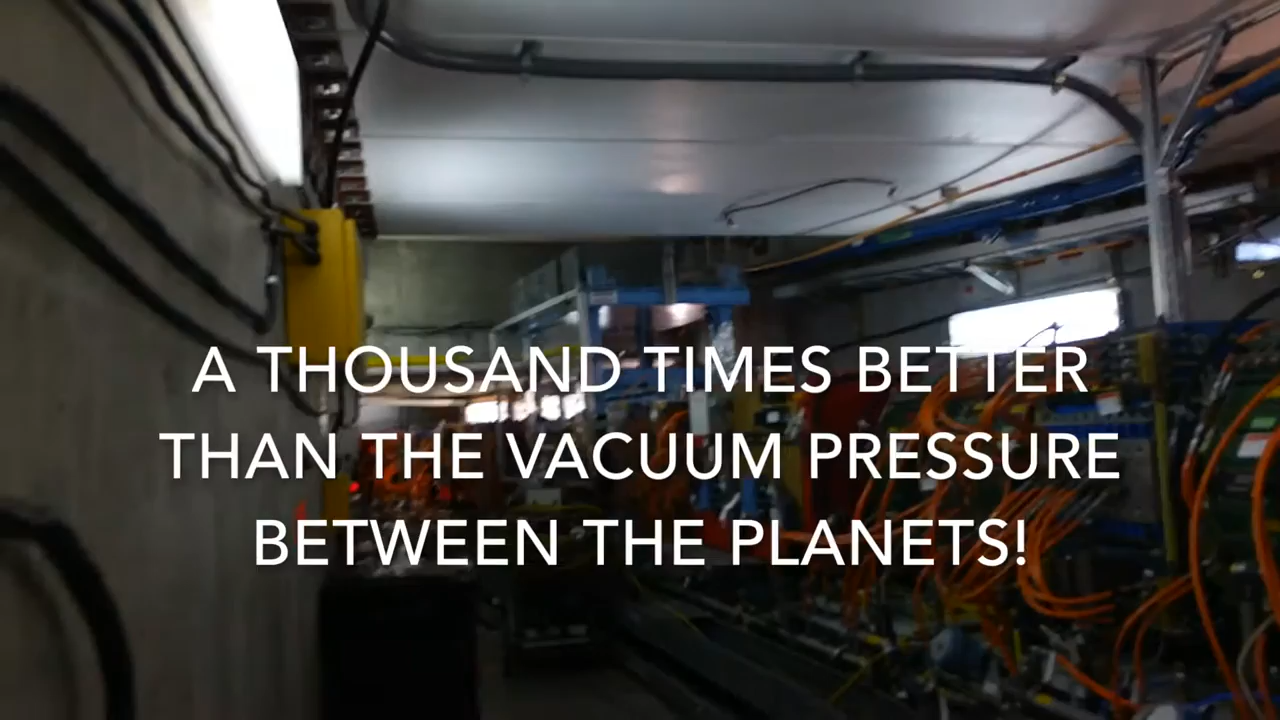 A THOUSAND TIMES BETTER
THAN THE VACUUM PRESSURE
BETWEEN THE PLANETS!